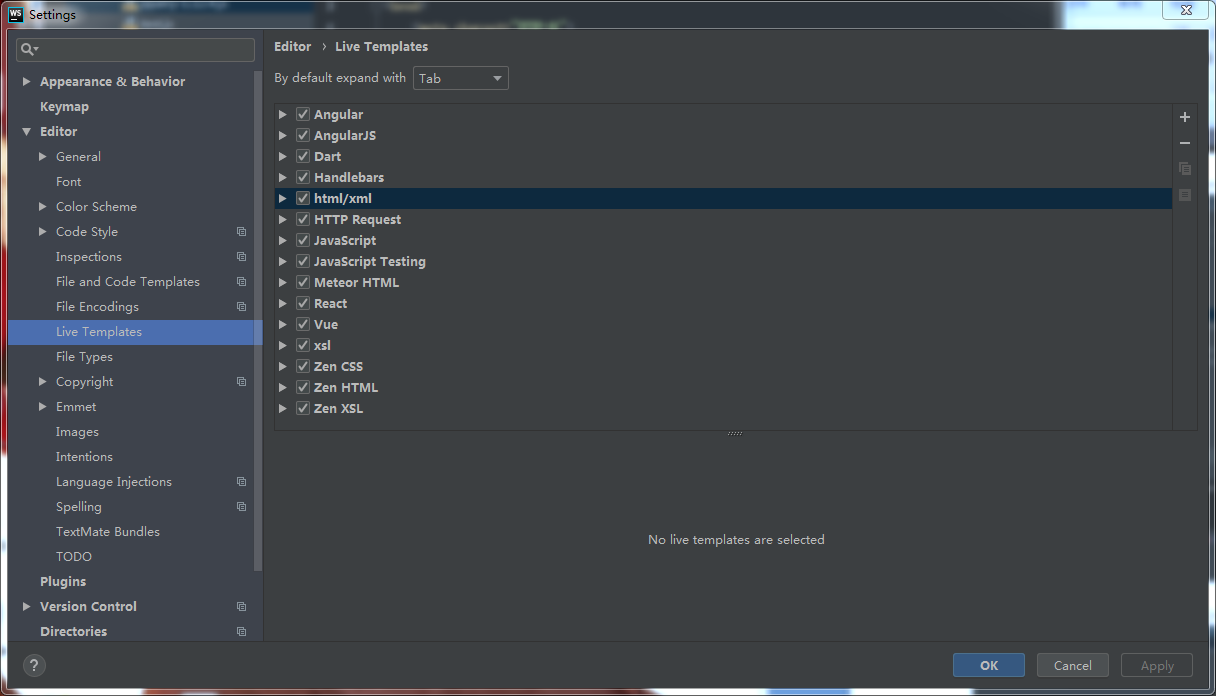 WS Settings
Appearance & Behavior
Keymap
Editor
General
Font
Color Scheme
Code Style
Inspections
File and Code Templates
File Encodings
Live Templates
File Types
Copyright
Emmet
Images
Intentions
Language Injections
Spelling
TextMate Bundles
TODO
Plugins
Version Control
Directories
Editor › Live Templates
By default expand with Tab
Angular
AngularJS
Dart
Handlebars
html/xml
HTTP Request
JavaScript
JavaScript Testing
Meteor HTML
React
Vue
xsl
Zen CSS
Zen HTML
Zen XSL
No live templates are selected
?
OK
Cancel
Apply